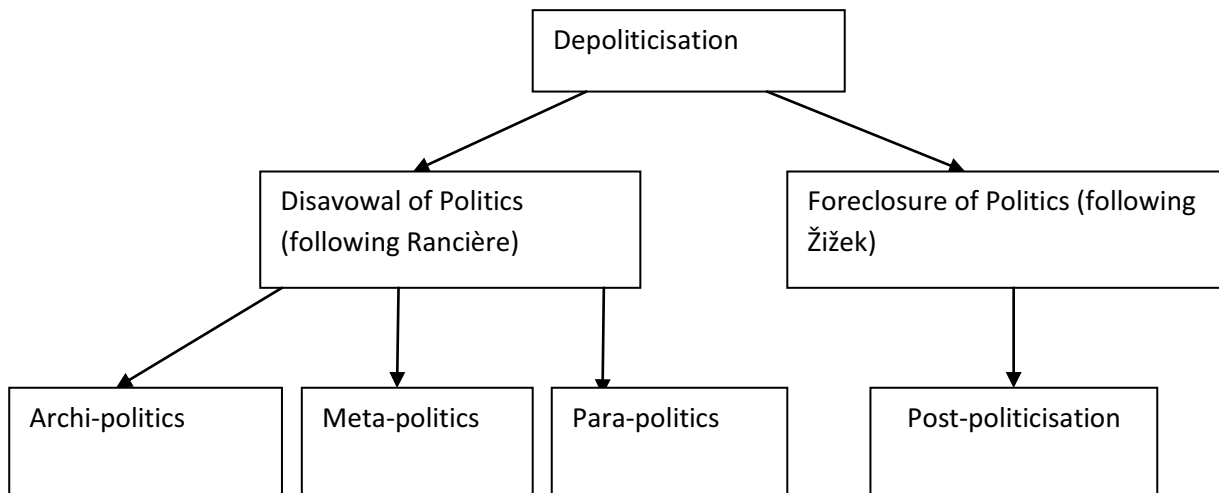 Depoliticisation
Disavowal of Politics
(following Rancière)
Foreclosure of Politics (following
Žižek)
Archi-politics
Meta-politics
Para-politics
Post-politicisation